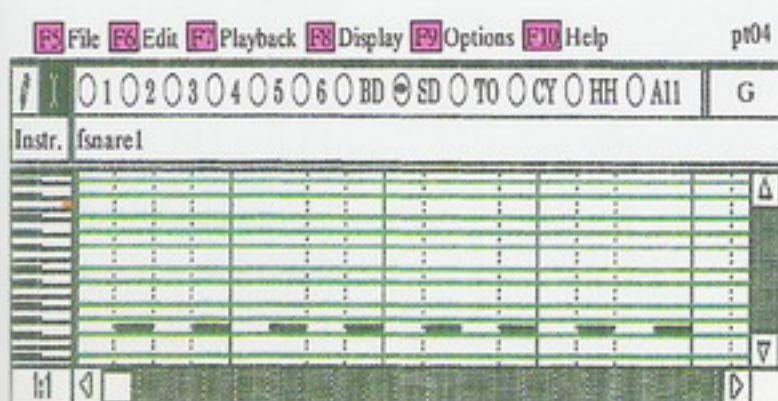 F5 File F6 Edit F7 Playback F8 Display F9 Options F10 Help pt04
1 2 3 4 5 6 BD SD TO CY HH All G
Instr. fsnare1
1:1